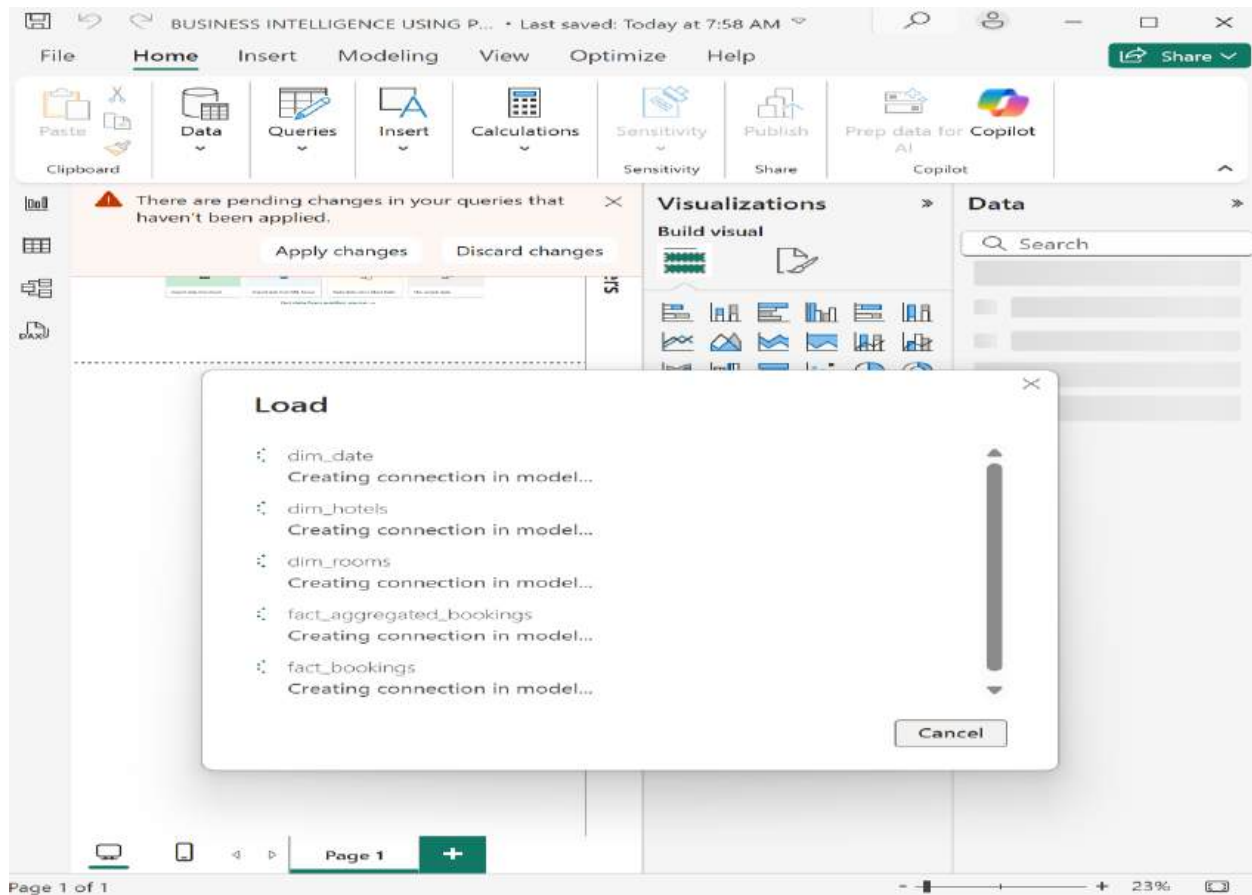 BUSINESS INTELLIGENCE USING P... • Last saved: Today at 7:58 AM
File Home Insert Modeling View Optimize Help Share
Paste
Data
Queries
Insert
Calculations
Sensitivity
Publish
Prep data for AI
Copilot
Clipboard
Sensitivity
Share
Copilot
There are pending changes in your queries that
haven't been applied.
Apply changes Discard changes
Visualizations
Build visual
Data
Search
Load
dim_date
Creating connection in model...
dim_hotels
Creating connection in model...
dim_rooms
Creating connection in model...
fact_aggregated_bookings
Creating connection in model...
fact_bookings
Creating connection in model...
Cancel
Page 1
Page 1 of 1
- + 23%